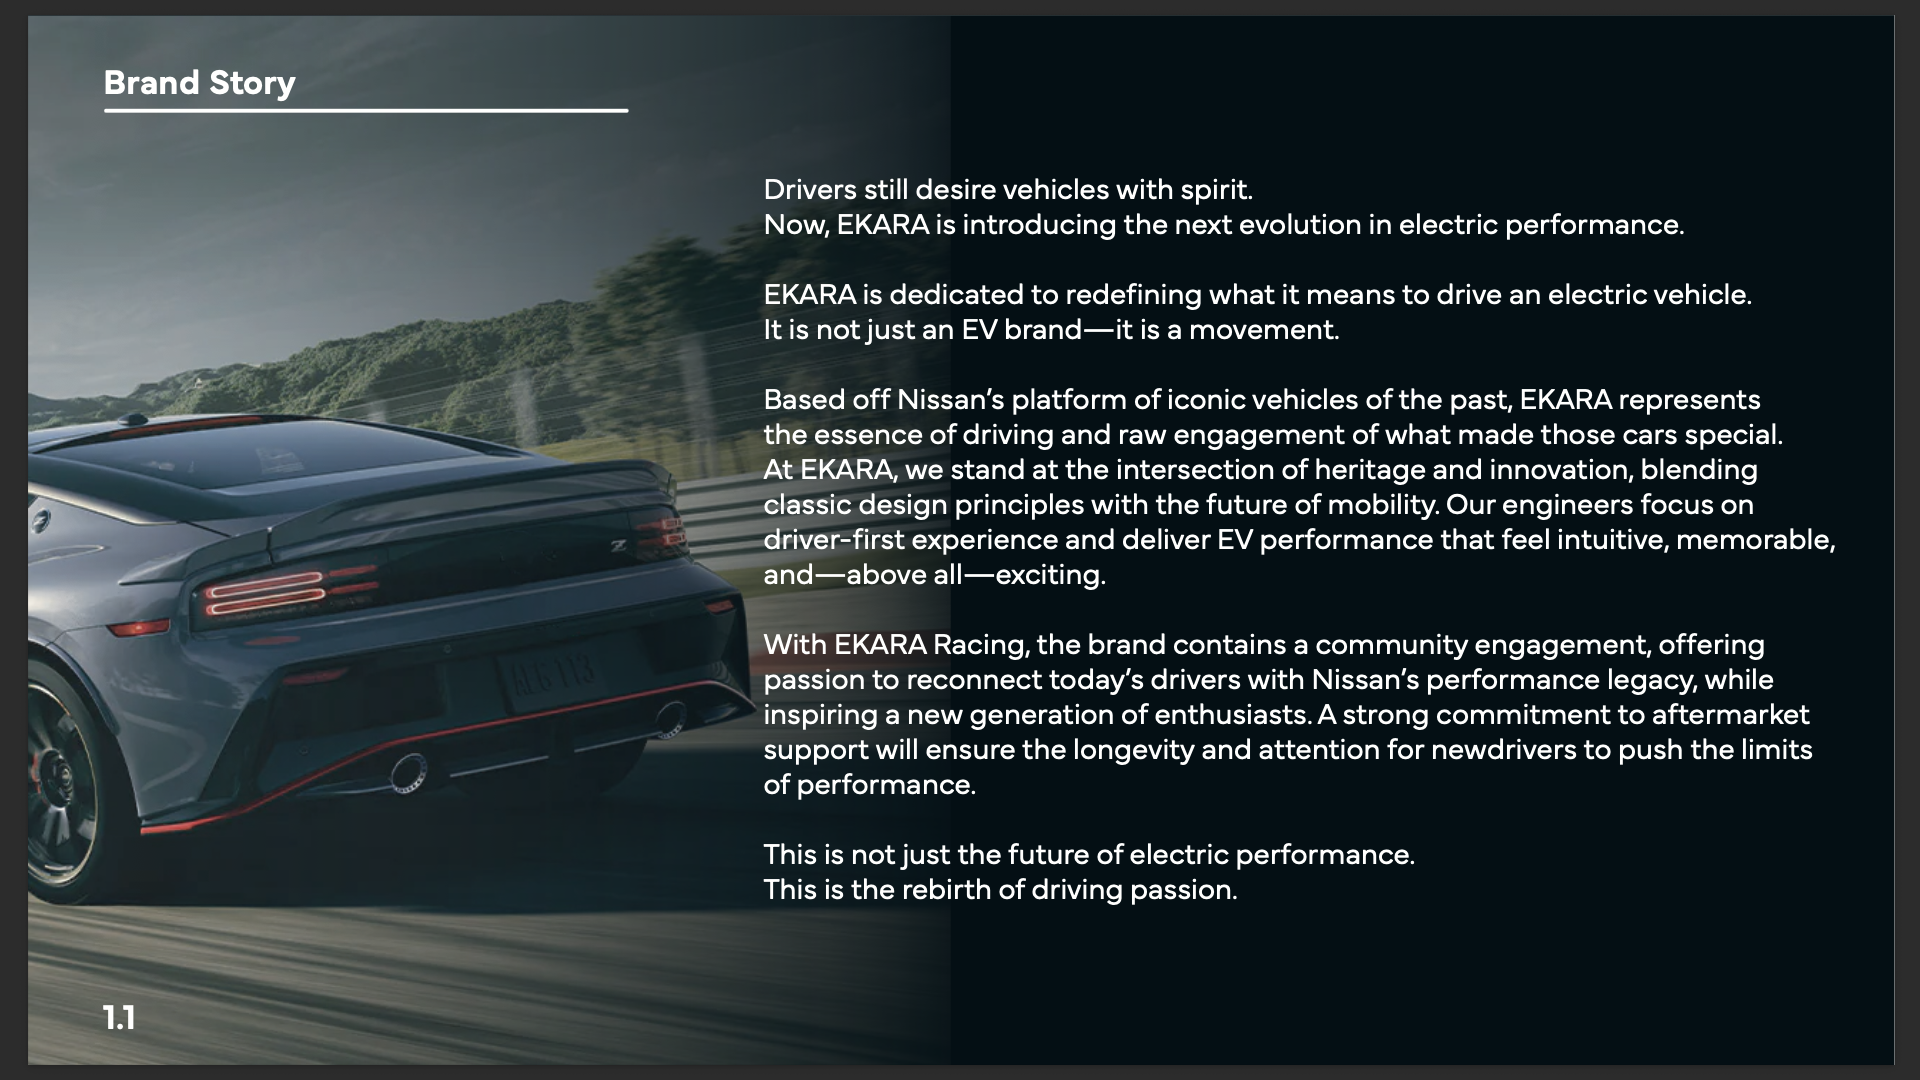 Brand Story
Drivers still desire vehicles with spirit.
Now, EKARA is introducing the next evolution in electric performance.
EKARA is dedicated to redefining what it means to drive an electric vehicle.
It is not just an EV brand—it is a movement.
Based off Nissan’s platform of iconic vehicles of the past, EKARA represents
the essence of driving and raw engagement of what made those cars special.
At EKARA, we stand at the intersection of heritage and innovation, blending
classic design principles with the future of mobility. Our engineers focus on
driver-first experience and deliver EV performance that feel intuitive, memorable,
and—above all—exciting.
With EKARA Racing, the brand contains a community engagement, offering
passion to reconnect today’s drivers with Nissan’s performance legacy, while
inspiring a new generation of enthusiasts. A strong commitment to aftermarket
support will ensure the longevity and attention for newdrivers to push the limits
of performance.
This is not just the future of electric performance.
This is the rebirth of driving passion.
Z
1.1